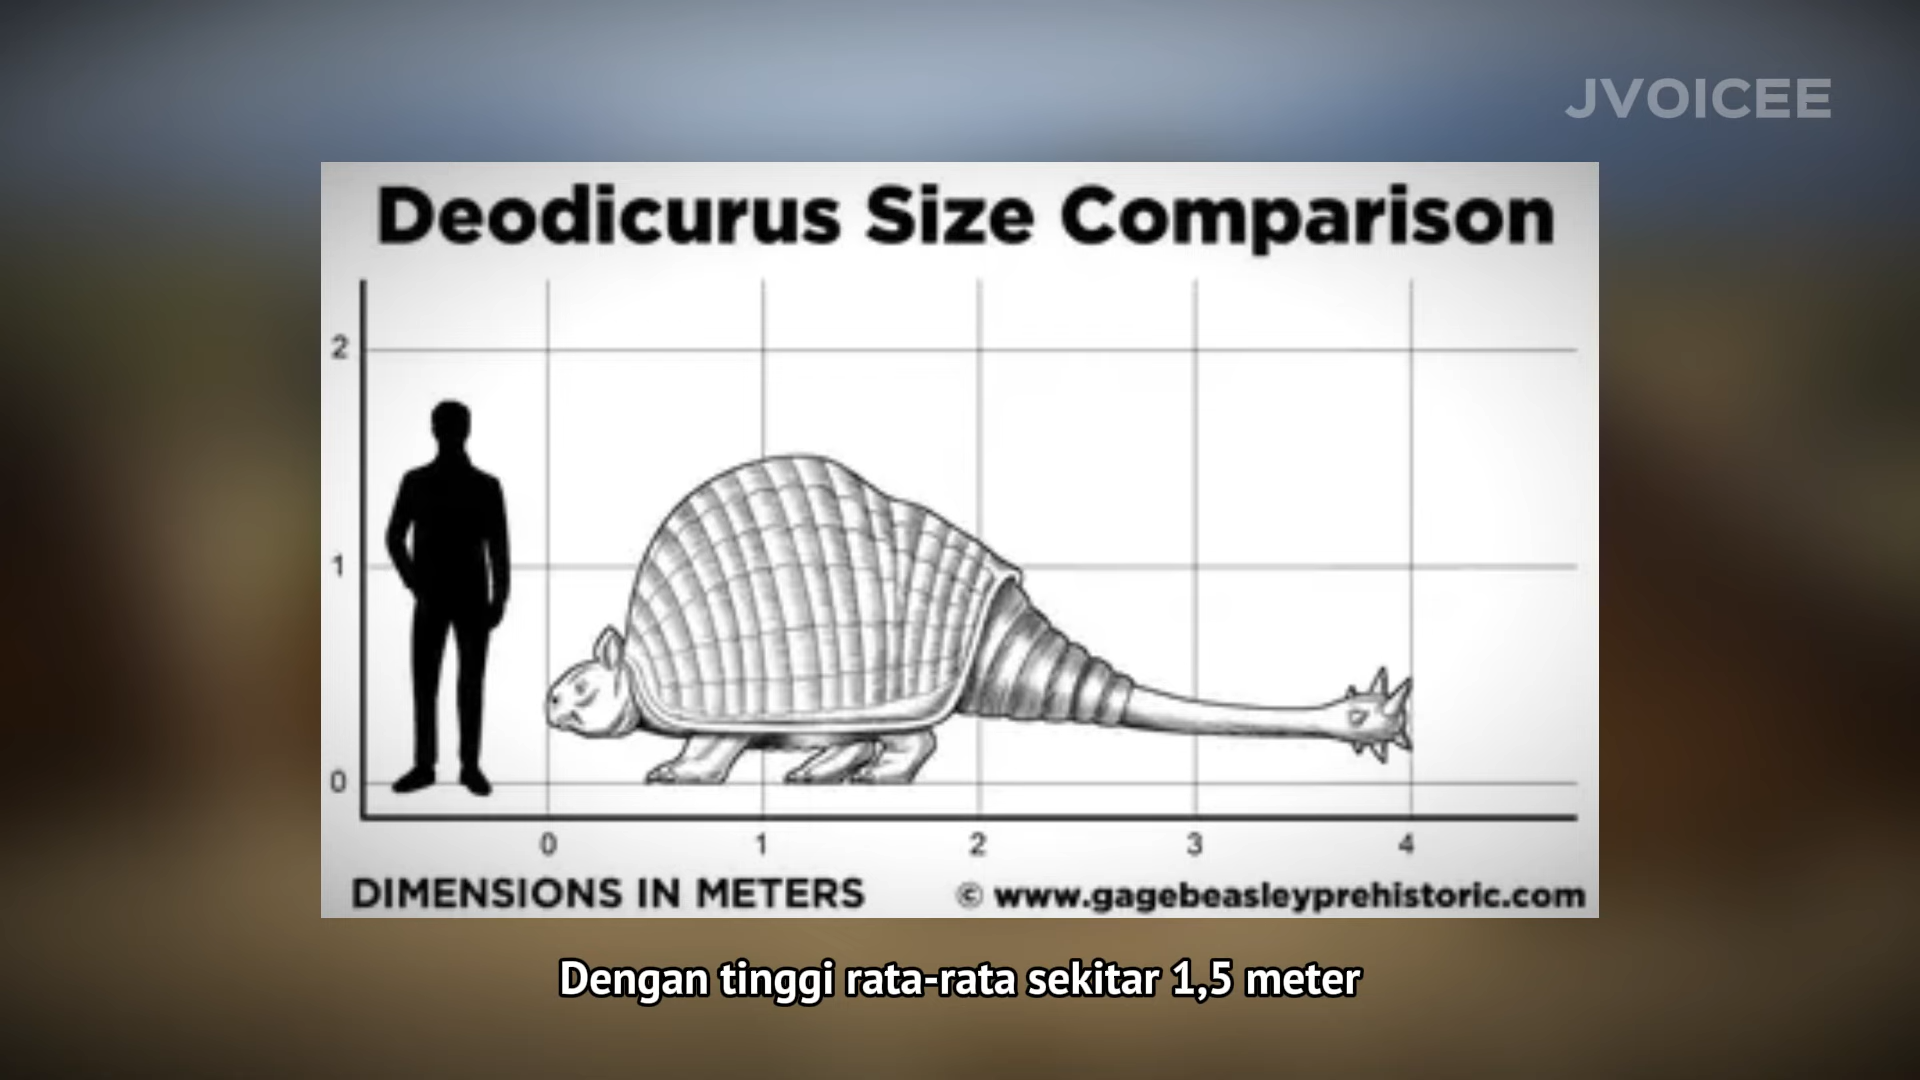 JVOICEE
Deodicurus Size Comparison
2
1
0
0 1 2 3 4
DIMENSIONS IN METERS © www.gagebeasleyprehistoric.com
Dengan tinggi rata-rata sekitar 1,5 meter